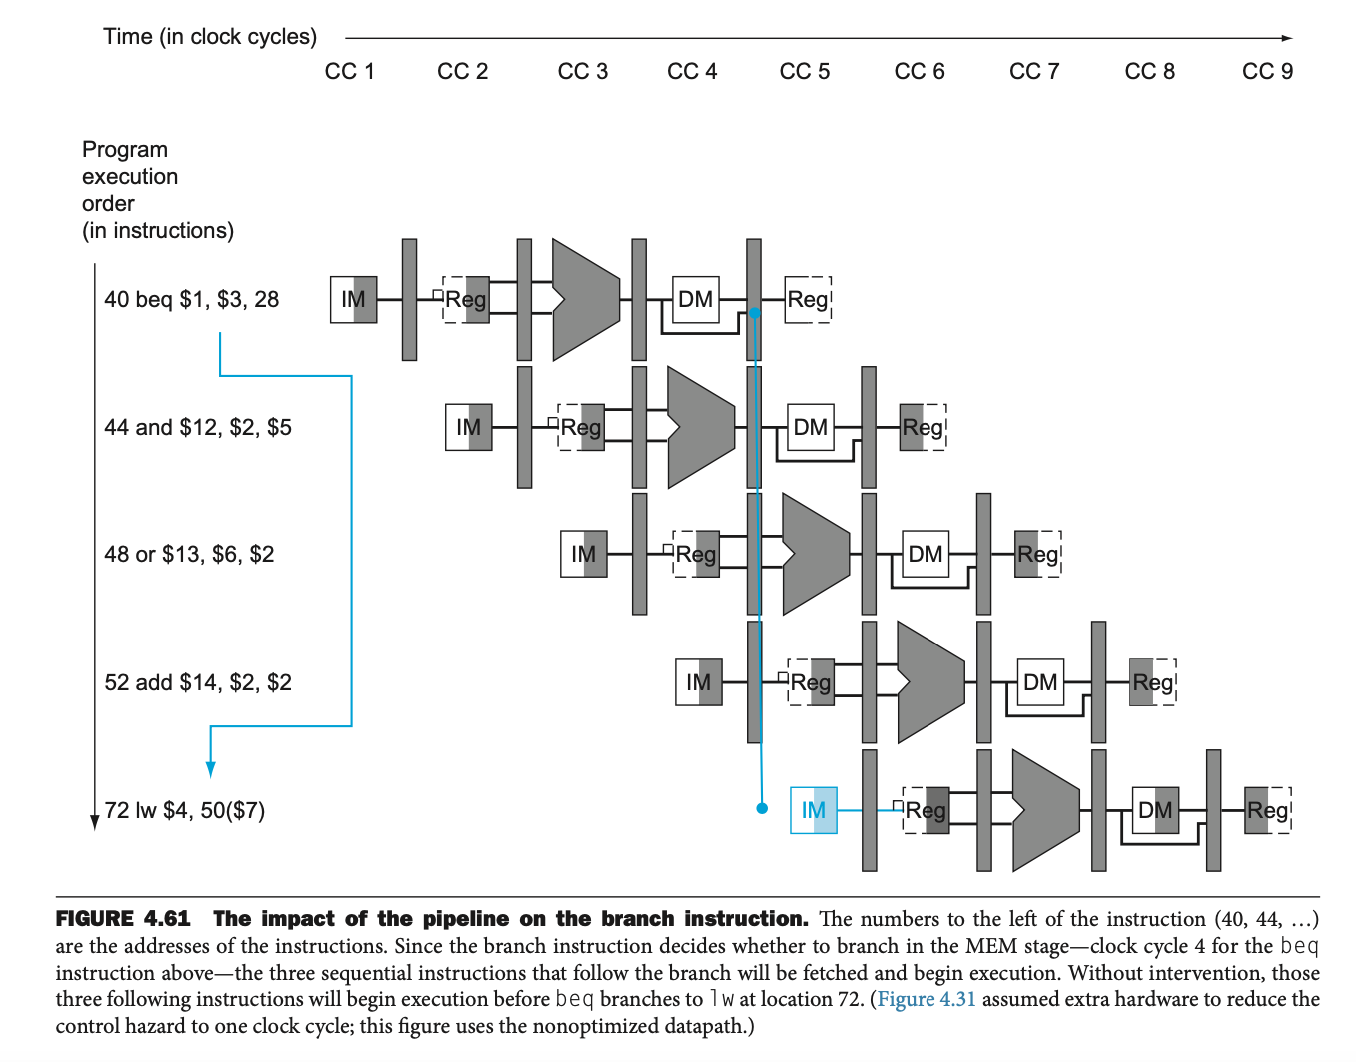 Time (in clock cycles)
CC 1 CC 2 CC 3 CC 4 CC 5 CC 6 CC 7 CC 8 CC 9
Program
execution
order
(in instructions)
40 beq $1, $3, 28 IM Reg DM Reg
44 and $12, $2, $5 IM Reg DM Reg
48 or $13, $6, $2 IM Reg DM Reg
52 add $14, $2, $2 IM Reg DM Reg
72 lw $4, 50($7) IM Reg DM Reg
FIGURE 4.61 The impact of the pipeline on the branch instruction. The numbers to the left of the instruction (40, 44, …)
are the addresses of the instructions. Since the branch instruction decides whether to branch in the MEM stage—clock cycle 4 for the beq
instruction above—the three sequential instructions that follow the branch will be fetched and begin execution. Without intervention, those
three following instructions will begin execution before beq branches to lw at location 72. (Figure 4.31 assumed extra hardware to reduce the
control hazard to one clock cycle; this figure uses the nonoptimized datapath.)